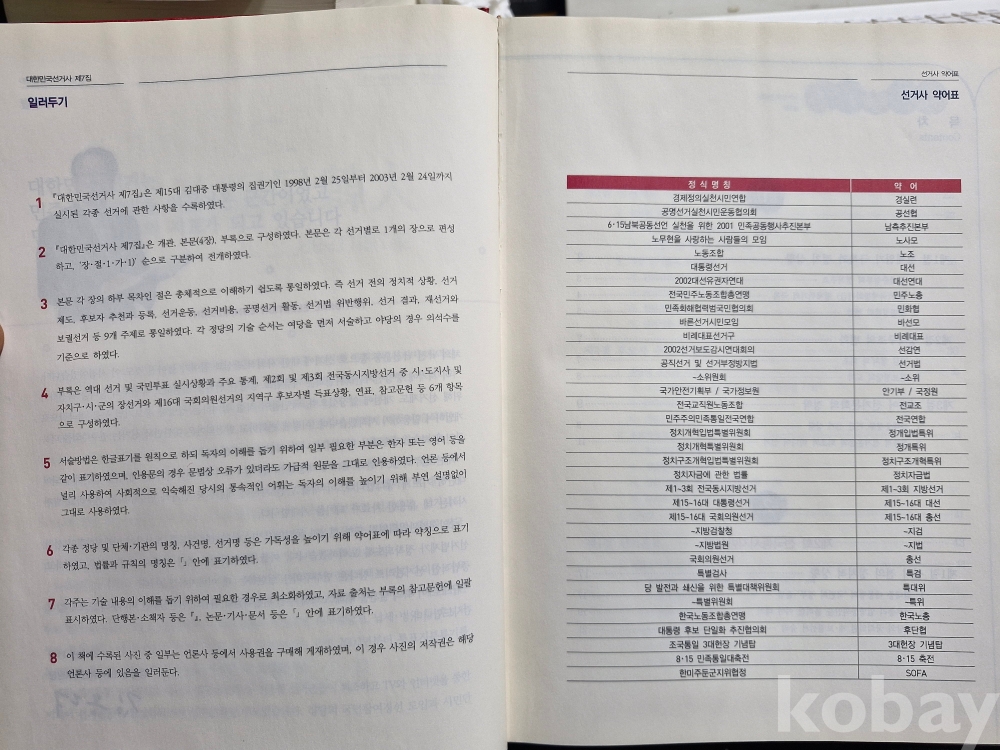 대한민국선거사 제7집
일러두기
1 『대한민국선거사 제7집』은 제15대 김대중 대통령의 집권기인 1998년 2월 25일부터 2003년 2월 24일까지
실시된 각종 선거에 관한 사항을 수록하였다.
2 『대한민국선거사 제7집』은 개관, 본문(4장), 부록으로 구성하였다. 본문은 각 선거별로 1개의 장으로 편성
하고, '장·절·1·가·1)' 순으로 구분하여 전개하였다.
3 본문 각 장의 하부 목차인 절은 총체적으로 이해하기 쉽도록 통일하였다. 즉 선거 전의 정치적 상황, 선거
제도, 후보자 추천과 등록, 선거운동, 선거비용, 공명선거 활동, 선거법 위반행위, 선거 결과, 재선거와
보궐선거 등 9개 주제로 통일하였다. 각 정당의 기술 순서는 여당을 먼저 서술하고 야당의 경우 의석수를
기준으로 하였다.
4 부록은 역대 선거 및 국민투표 실시상황과 주요 통계, 제2회 및 제3회 전국동시지방선거 중 시·도지사 및
자치구·시·군의 장선거와 제16대 국회의원선거의 지역구 후보자별 득표상황, 연표, 참고문헌 등 6개 항목
으로 구성하였다.
5 서술방법은 한글표기를 원칙으로 하되 독자의 이해를 돕기 위하여 일부 필요한 부분은 한자 또는 영어 등을
같이 표기하였으며, 인용문의 경우 문법상 오류가 있더라도 가급적 원문을 그대로 인용하였다. 언론 등에서
널리 사용하여 사회적으로 익숙해진 당시의 통속적인 어휘는 독자의 이해를 높이기 위해 부연 설명없이
그대로 사용하였다.
6 각종 정당 및 단체·기관의 명칭, 사건명, 선거명 등은 가독성을 높이기 위해 약어표에 따라 약칭으로 표기
하였고, 법률과 규칙의 명칭은 「」 안에 표기하였다.
7 각주는 기술 내용의 이해를 돕기 위하여 필요한 경우로 최소화하였고, 자료 출처는 부록의 참고문헌에 일괄
표시하였다. 단행본·소책자 등은 『』, 논문·기사·문서 등은 「」 안에 표기하였다.
8 이 책에 수록된 사진 중 일부는 언론사 등에서 사용권을 구매해 게재하였으며, 이 경우 사진의 저작권은 해당
언론사 등에 있음을 일러둔다.
선거사 약어표
선거사 약어표
정 식 명 칭 약 어
경제정의실천시민연합 경실련
공명선거실천시민운동협의회 공선협
6·15남북공동선언 실천을 위한 2001 민족공동행사추진본부 남측추진본부
노무현을 사랑하는 사람들의 모임 노사모
노동조합 노조
대통령선거 대선
2002대선유권자연대 대선연대
전국민주노동조합총연맹 민주노총
민족화해협력범국민협의회 민화협
바른선거시민모임 바선모
비례대표선거구 비례대표
2002선거보도감시연대회의 선감연
공직선거 및 선거부정방지법 선거법
~소위원회 ~소위
국가안전기획부 / 국가정보원 안기부 / 국정원
전국교직원노동조합 전교조
민주주의민족통일전국연합 전국연합
정치개혁입법특별위원회 정개입특위
정치개혁특별위원회 정개특위
정치구조개혁입법특별위원회 정치구조개혁특위
정치자금에 관한 법률 정치자금법
제1~3회 전국동시지방선거 제1~3회 지방선거
제15~16대 대통령선거 제15~16대 대선
제15~16대 국회의원선거 제15~16대 총선
~지방검찰청 ~지검
~지방법원 ~지법
국회의원선거 총선
특별검사 특검
당 발전과 쇄신을 위한 특별대책위원회 특대위
~특별위원회 ~특위
한국노동조합총연맹 한국노총
대통령 후보 단일화 추진협의회 후단협
조국통일 3대헌장 기념탑 3대헌장 기념탑
8·15 민족통일대축전 8·15 축전
한미주둔군지위협정 SOFA
kobay